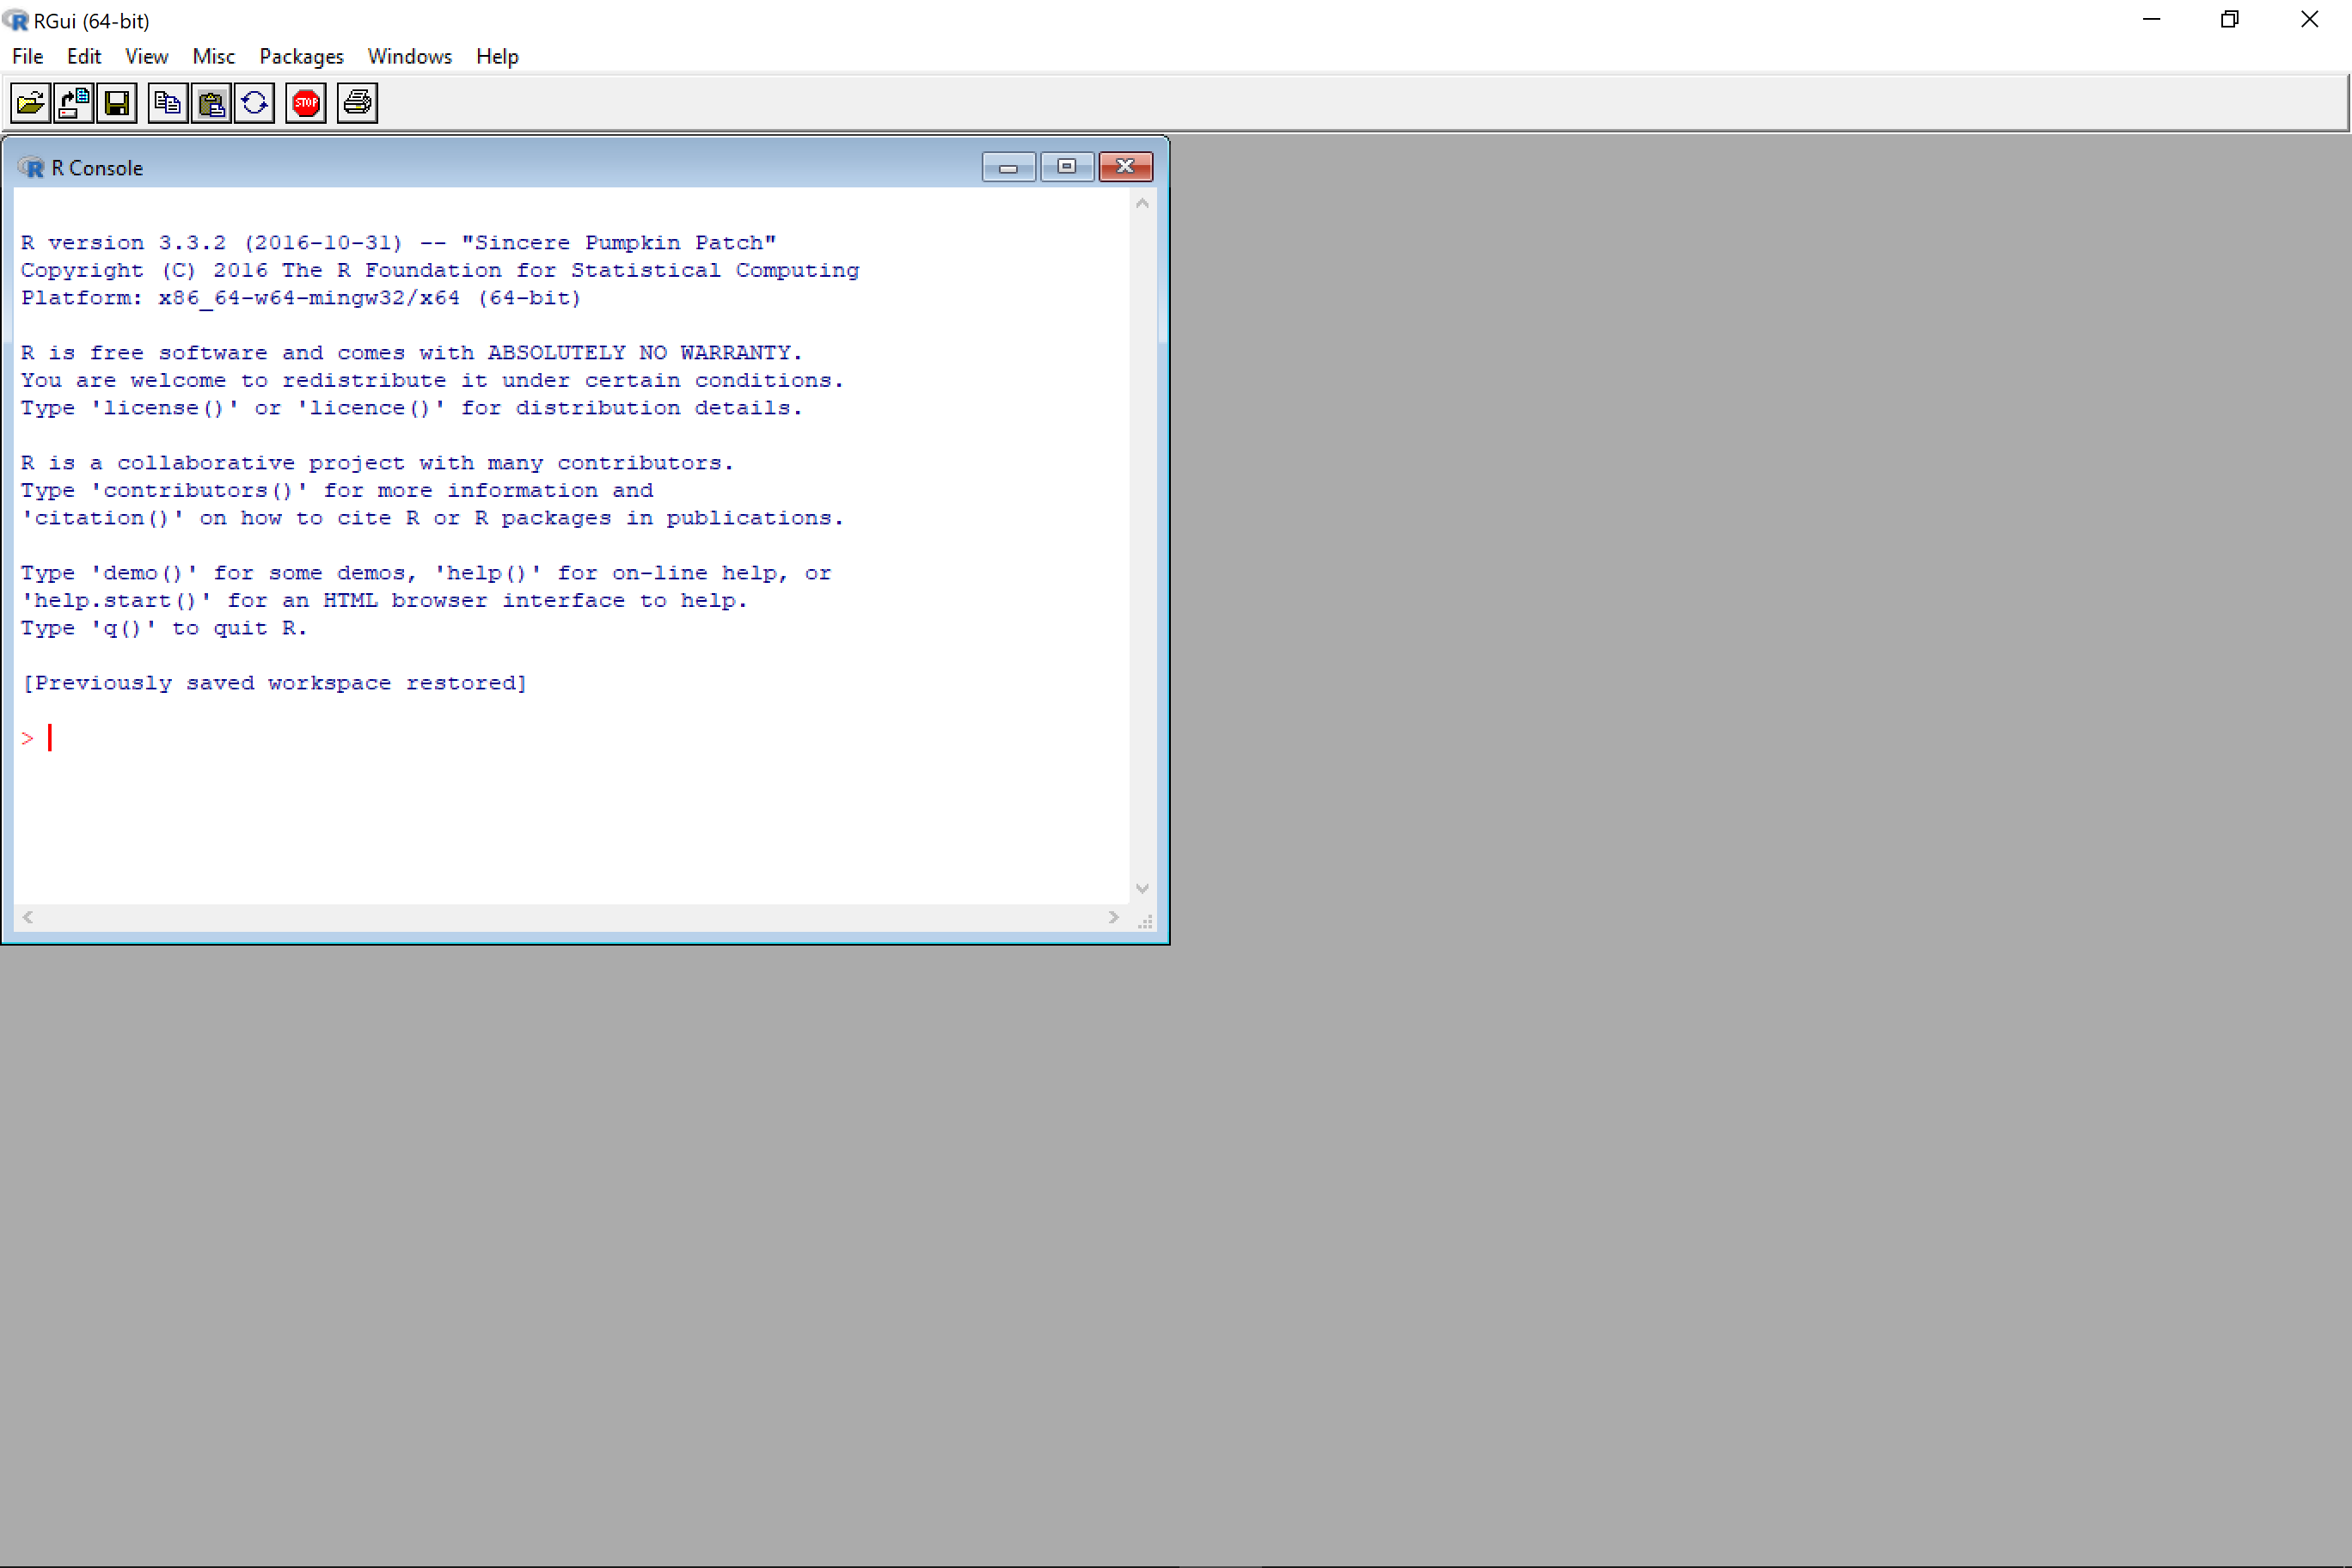 RGui (64-bit)
File Edit View Misc Packages Windows Help
STOP
R Console
R version 3.3.2 (2016-10-31) -- "Sincere Pumpkin Patch"
Copyright (C) 2016 The R Foundation for Statistical Computing
Platform: x86_64-w64-mingw32/x64 (64-bit)
R is free software and comes with ABSOLUTELY NO WARRANTY.
You are welcome to redistribute it under certain conditions.
Type 'license()' or 'licence()' for distribution details.
R is a collaborative project with many contributors.
Type 'contributors()' for more information and
'citation()' on how to cite R or R packages in publications.
Type 'demo()' for some demos, 'help()' for on-line help, or
'help.start()' for an HTML browser interface to help.
Type 'q()' to quit R.
[Previously saved workspace restored]
>